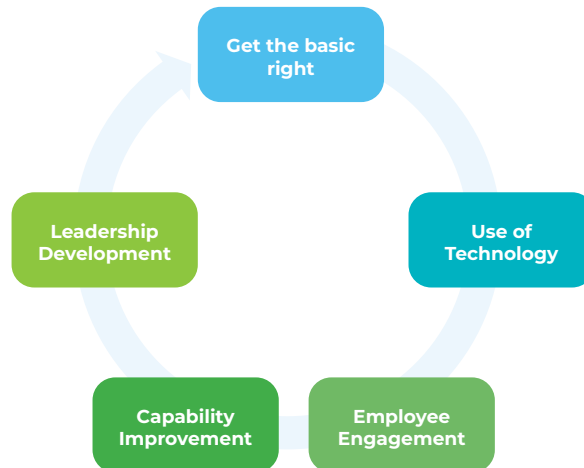 Get the basic
right
Use of
Technology
Employee
Engagement
Capability
Improvement
Leadership
Development